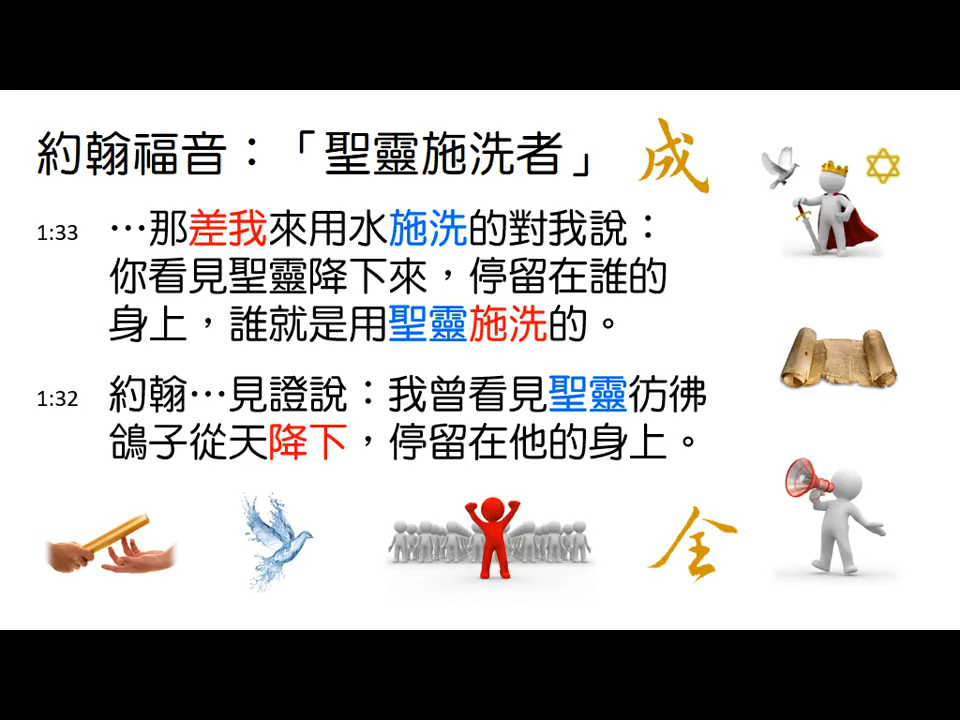 約翰福音：「聖靈施洗者」 成
1:33 …那差我來用水施洗的對我說：
你看見聖靈降下來，停留在誰的
身上，誰就是用聖靈施洗的。
1:32 約翰…見證說：我曾看見聖靈彷彿
鴿子從天降下，停留在他的身上。
全